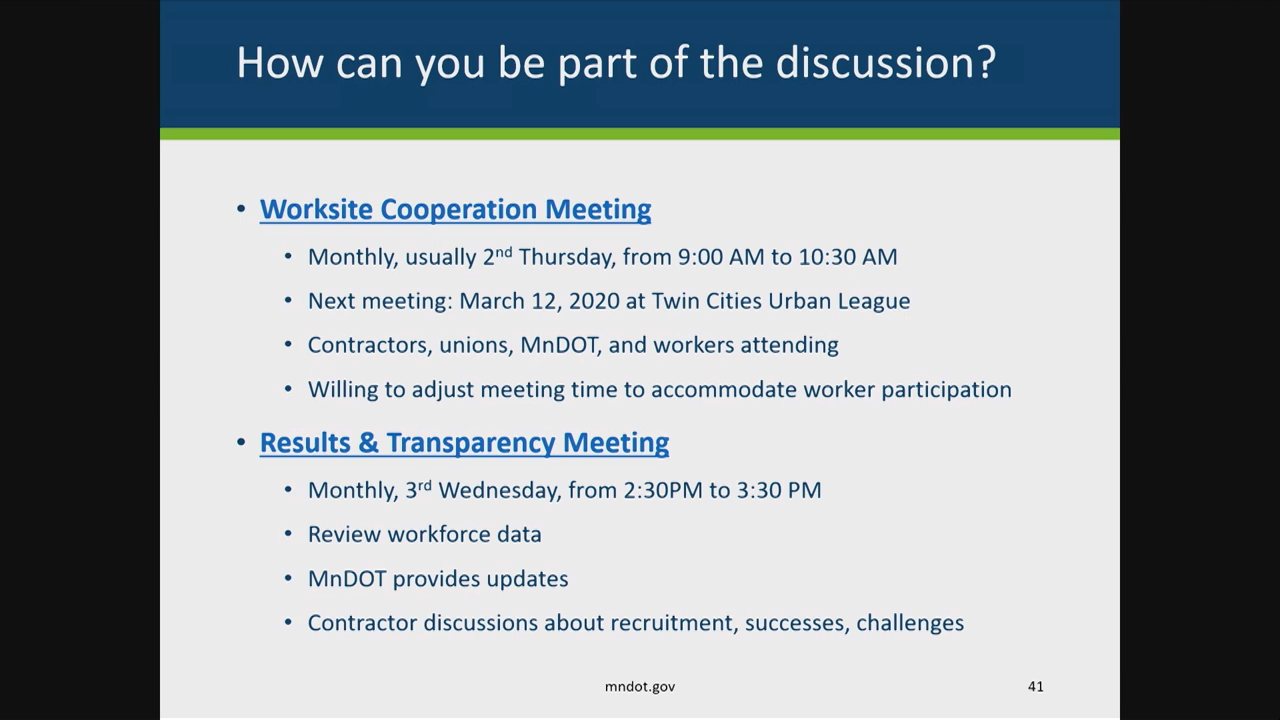 How can you be part of the discussion?
• Worksite Cooperation Meeting
• Monthly, usually 2nd Thursday, from 9:00 AM to 10:30 AM
• Next meeting: March 12, 2020 at Twin Cities Urban League
• Contractors, unions, MnDOT, and workers attending
• Willing to adjust meeting time to accommodate worker participation
• Results & Transparency Meeting
• Monthly, 3rd Wednesday, from 2:30PM to 3:30 PM
• Review workforce data
• MnDOT provides updates
• Contractor discussions about recruitment, successes, challenges
mndot.gov 41